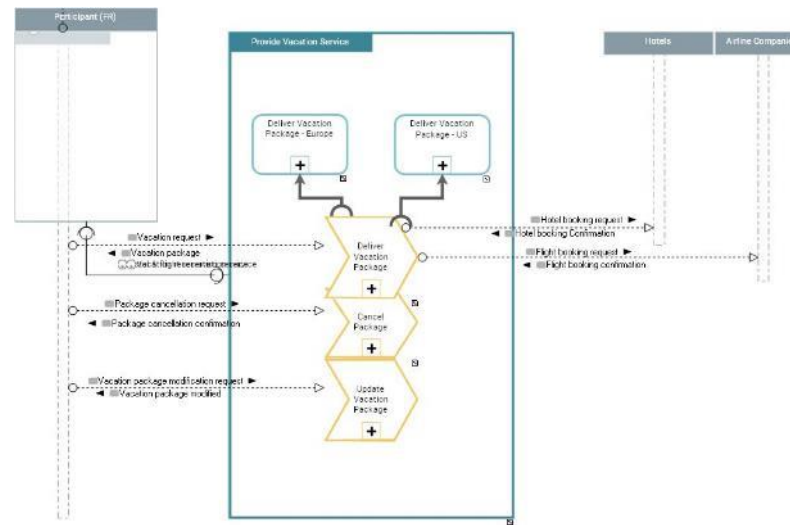 Participant (FR)
Provide Vacation Service
Hotels
Airline Compani
Deliver Vacation
Package - Europe
Deliver Vacation
Package - US
Hotel booking request
Hotel booking Confirmation
Vacation request
Vacation package
Flight booking request
Flight booking confirmation
Deliver
Vacation
Package
Package cancellation request
Package cancellation confirmation
Cancel
Package
Vacation package modification request
Vacation package modified
Update
Vacation
Package